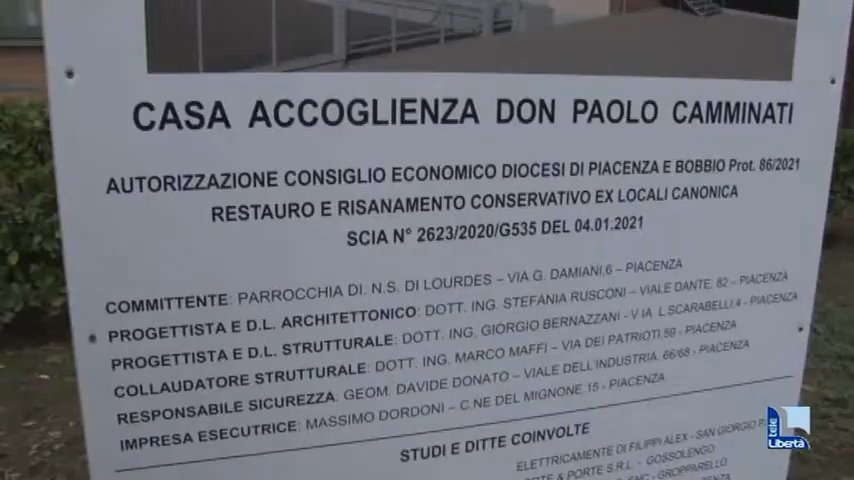 CASA ACCOGLIENZA DON PAOLO CAMMINATI
AUTORIZZAZIONE CONSIGLIO ECONOMICO DIOCESI DI PIACENZA E BOBBIO Prot. 86/2021
RESTAURO E RISANAMENTO CONSERVATIVO EX LOCALI CANONICA
SCIA N° 2623/2020/G535 DEL 04.01.2021
COMMITTENTE: PARROCCHIA DI. N.S. DI LOURDES – VIA G. DAMIANI,6 – PIACENZA
PROGETTISTA E D.L. ARCHITETTONICO: DOTT. ING. STEFANIA RUSCONI – VIALE DANTE, 82 – PIACENZA
PROGETTISTA E D.L. STRUTTURALE: DOTT. ING. GIORGIO BERNAZZANI - V IA L.SCARABELLI,4 - PIACENZA
COLLAUDATORE STRUTTURALE: DOTT. ING. MARCO MAFFI – VIA DEI PATRIOTI,59 - PIACENZA
RESPONSABILE SICUREZZA: GEOM. DAVIDE DONATO – VIALE DELL'INDUSTRIA, 66/68 - PIACENZA
IMPRESA ESECUTRICE: MASSIMO DORDONI – C.NE DEL MIGNONE,15 - PIACENZA
STUDI E DITTE COINVOLTE
ELETTRICAMENTE DI FILIPPI ALEX - SAN GIORGIO
& PORTE S.R.L. - GOSSOLENGO
SNC - GROPPARELLO
tele
Libertà